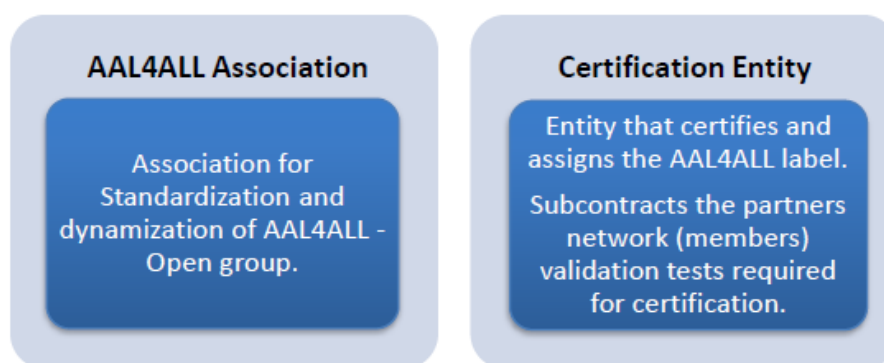 AAL4ALL Association
Association for
Standardization and
dynamization of AAL4ALL -
Open group.
Certification Entity
Entity that certifies and
assigns the AAL4ALL label.
Subcontracts the partners
network (members)
validation tests required
for certification.